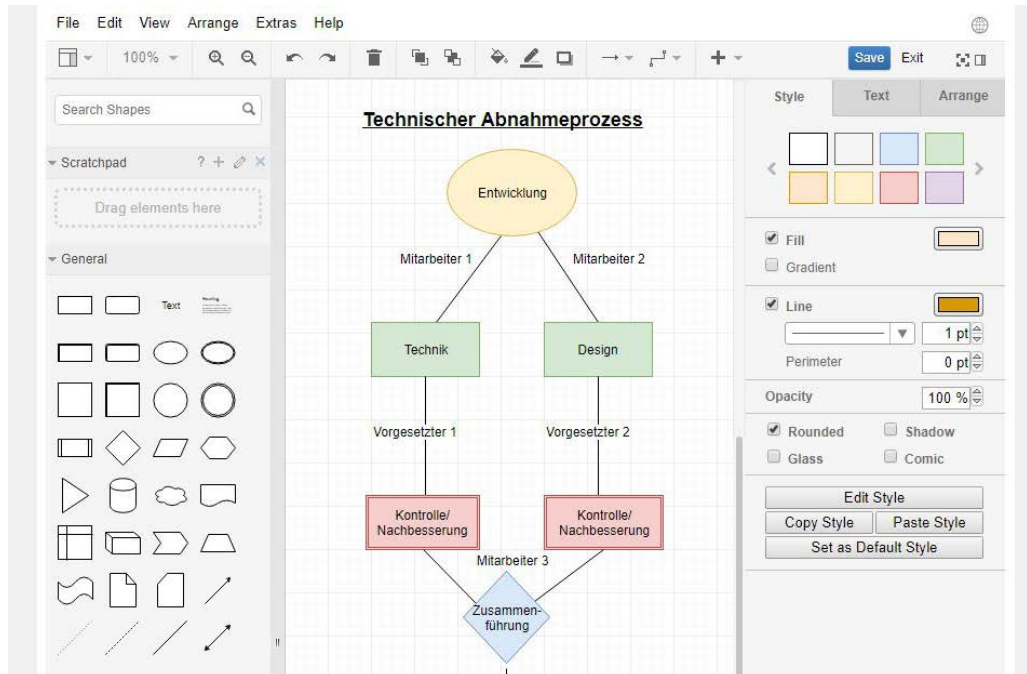 File Edit View Arrange Extras Help
100%
Save Exit
Search Shapes
Scratchpad ?
Drag elements here
General
Text
Technischer Abnahmeprozess
Entwicklung
Mitarbeiter 1 Mitarbeiter 2
Technik Design
Vorgesetzter 1 Vorgesetzter 2
Kontrolle/ Kontrolle/
Nachbesserung Nachbesserung
Mitarbeiter 3
Zusammen-
führung
Style Text Arrange
Fill
Gradient
Line
1 pt
Perimeter 0 pt
Opacity 100 %
Rounded Shadow
Glass Comic
Edit Style
Copy Style Paste Style
Set as Default Style